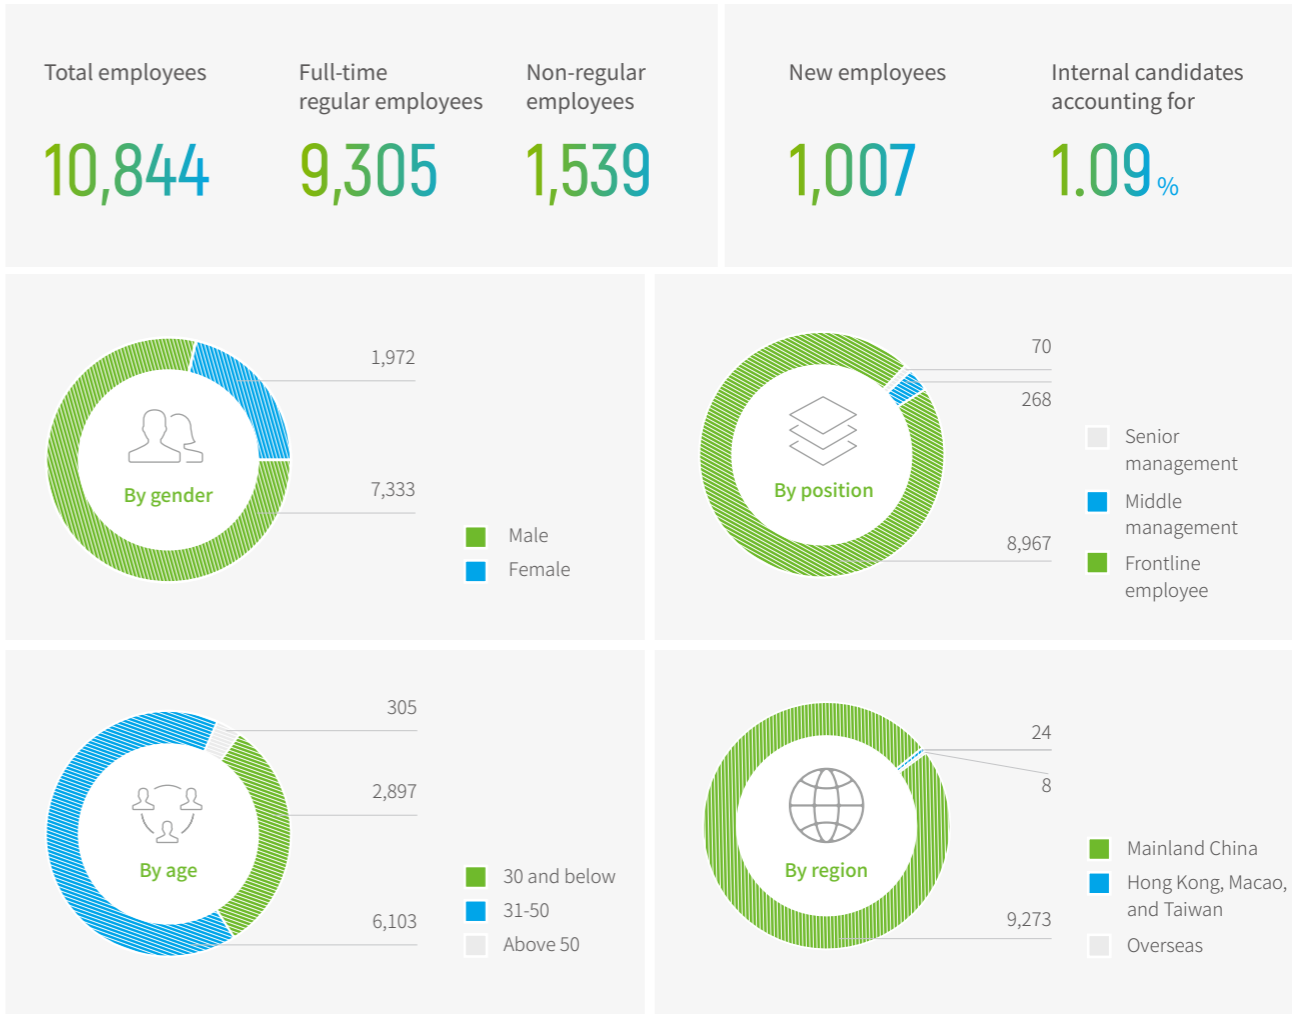 Total employees
10,844
Full-time
regular employees
9,305
Non-regular
employees
1,539
New employees
1,007
Internal candidates
accounting for
1.09 %
By gender
1,972
7,333
Male
Female
By position
70
268
8,967
Senior
management
Middle
management
Frontline
employee
By age
305
2,897
6,103
30 and below
31-50
Above 50
By region
24
8
9,273
Mainland China
Hong Kong, Macao,
and Taiwan
Overseas